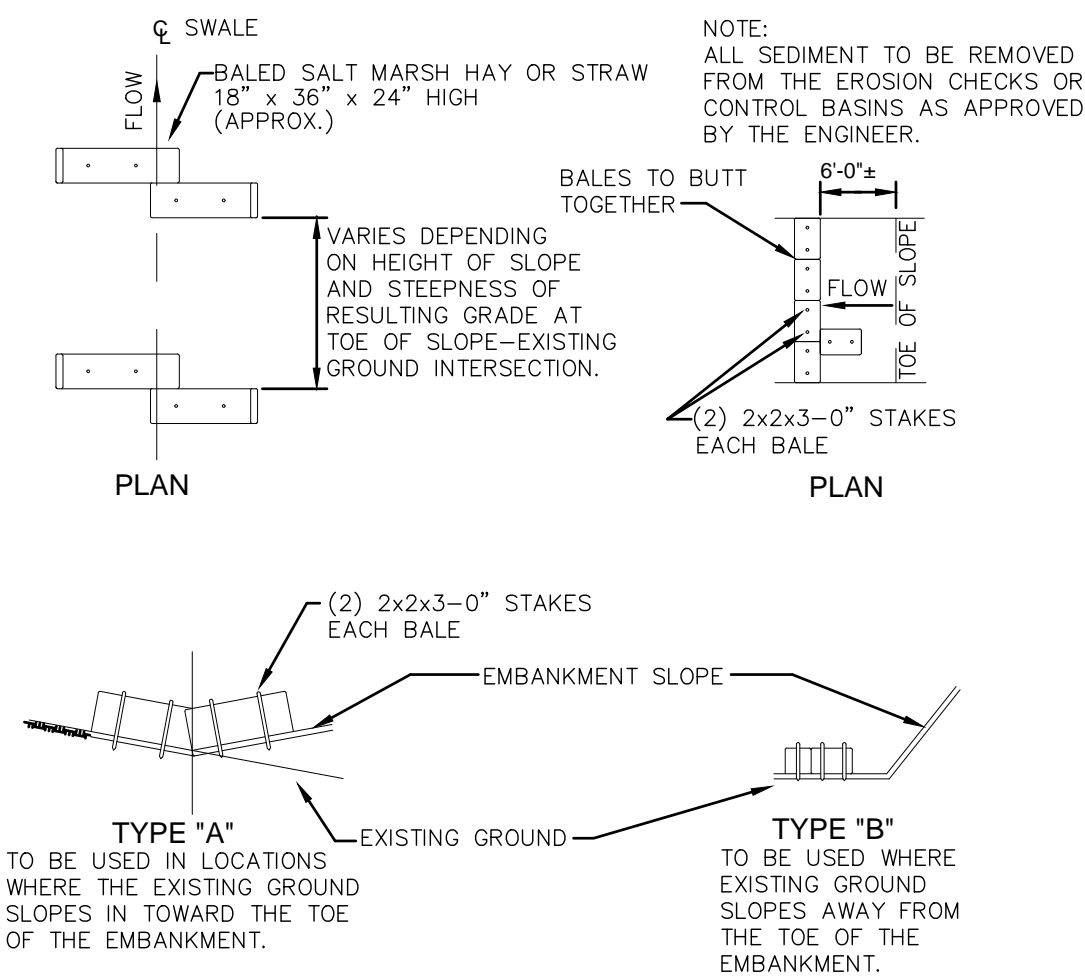 ℄ SWALE
FLOW
BALED SALT MARSH HAY OR STRAW
18" x 36" x 24" HIGH
(APPROX.)
VARIES DEPENDING
ON HEIGHT OF SLOPE
AND STEEPNESS OF
RESULTING GRADE AT
TOE OF SLOPE-EXISTING
GROUND INTERSECTION.
PLAN
NOTE:
ALL SEDIMENT TO BE REMOVED
FROM THE EROSION CHECKS OR
CONTROL BASINS AS APPROVED
BY THE ENGINEER.
6'-0"±
BALES TO BUTT
TOGETHER
FLOW
TOE OF SLOPE
(2) 2x2x3-0" STAKES
EACH BALE
PLAN
(2) 2x2x3-0" STAKES
EACH BALE
EMBANKMENT SLOPE
EXISTING GROUND
TYPE "A"
TO BE USED IN LOCATIONS
WHERE THE EXISTING GROUND
SLOPES IN TOWARD THE TOE
OF THE EMBANKMENT.
TYPE "B"
TO BE USED WHERE
EXISTING GROUND
SLOPES AWAY FROM
THE TOE OF THE
EMBANKMENT.